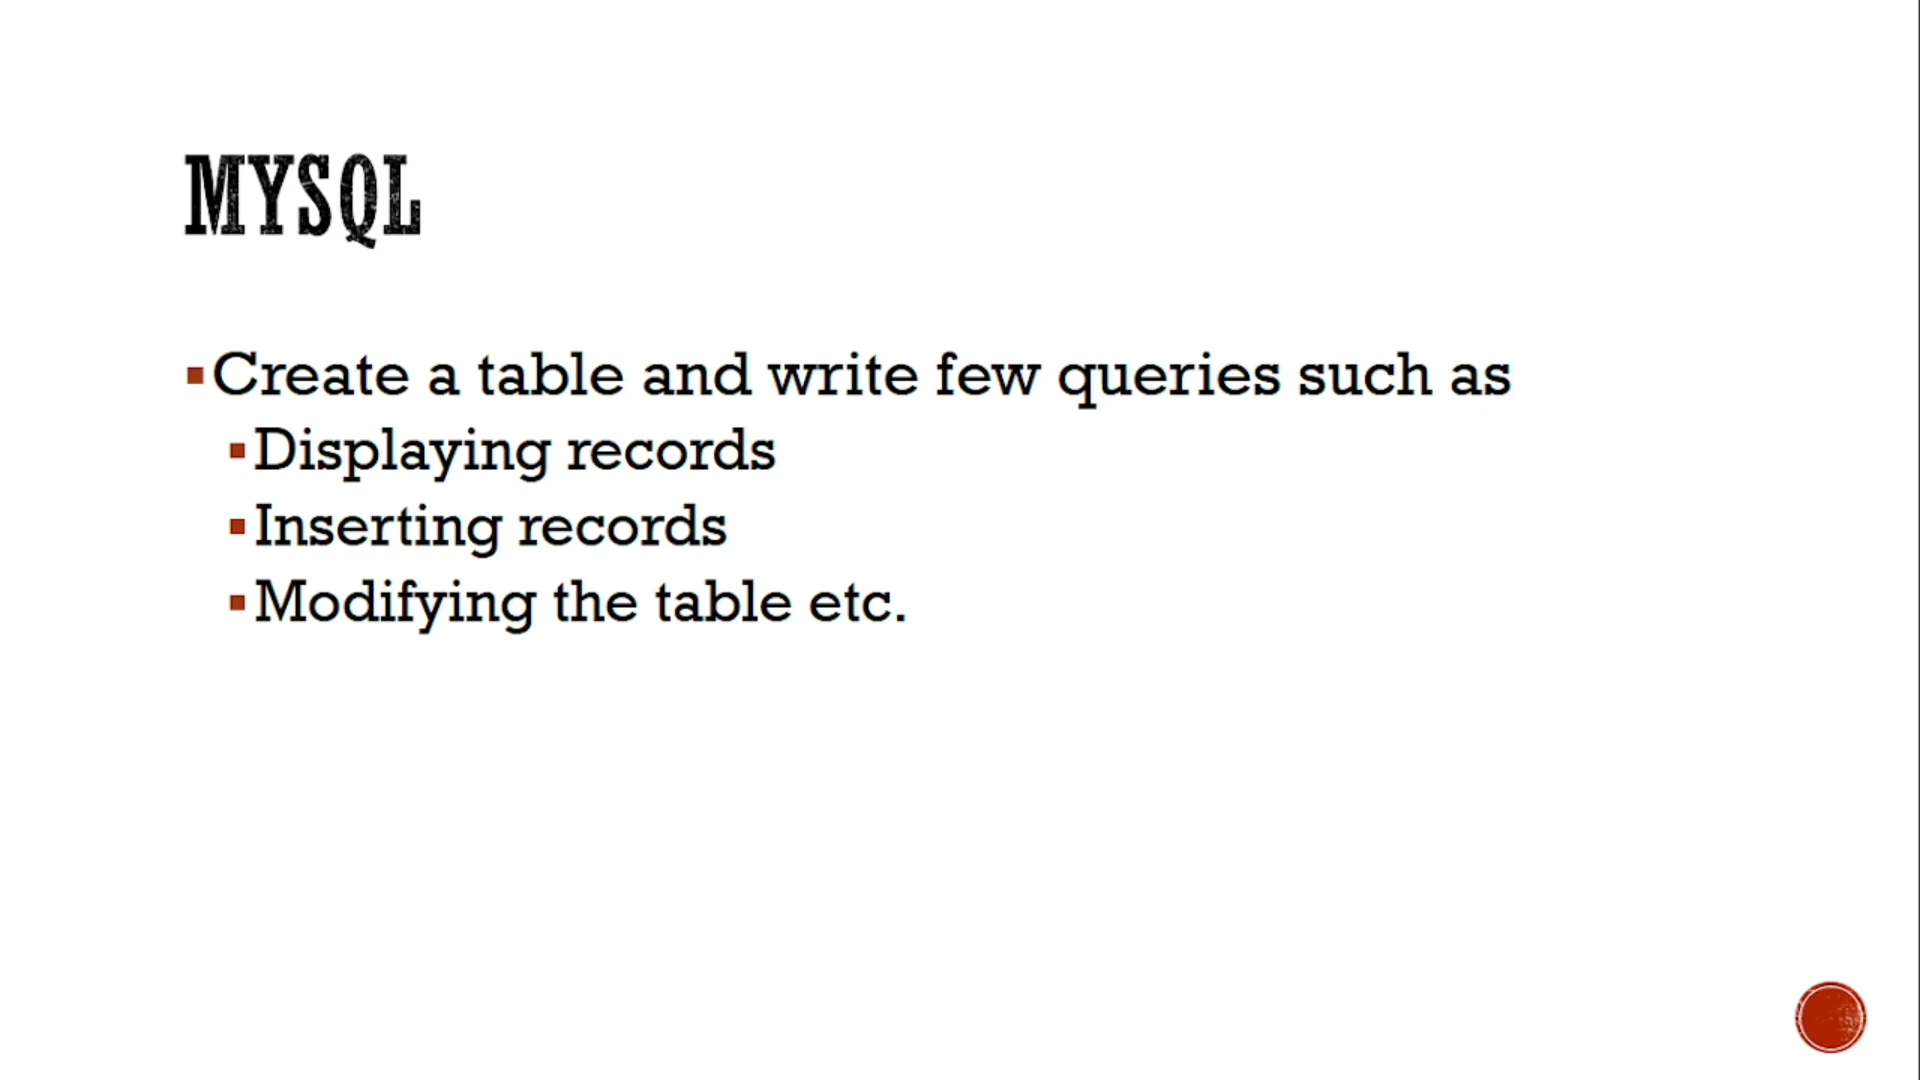 MYSQL
Create a table and write few queries such as
Displaying records
Inserting records
Modifying the table etc.